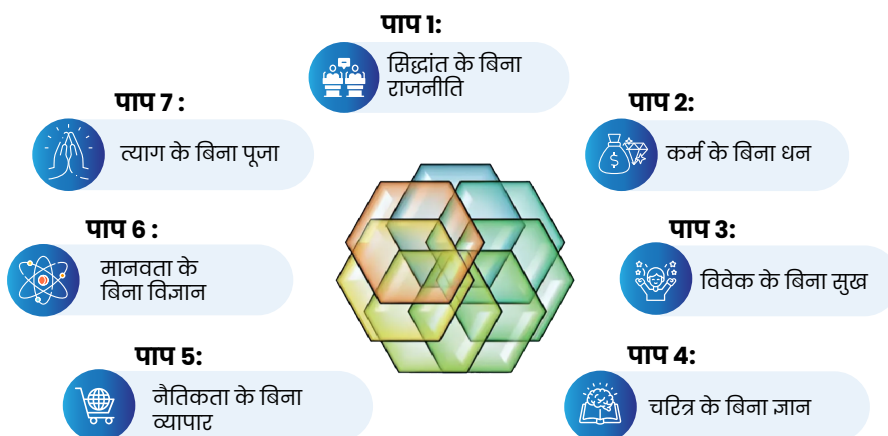 पाप 1:
सिद्धांत के बिना
राजनीति
पाप 2:
कर्म के बिना धन
पाप 3:
विवेक के बिना सुख
पाप 4:
चरित्र के बिना ज्ञान
पाप 5:
नैतिकता के बिना
व्यापार
पाप 6 :
मानवता के
बिना विज्ञान
पाप 7 :
त्याग के बिना पूजा